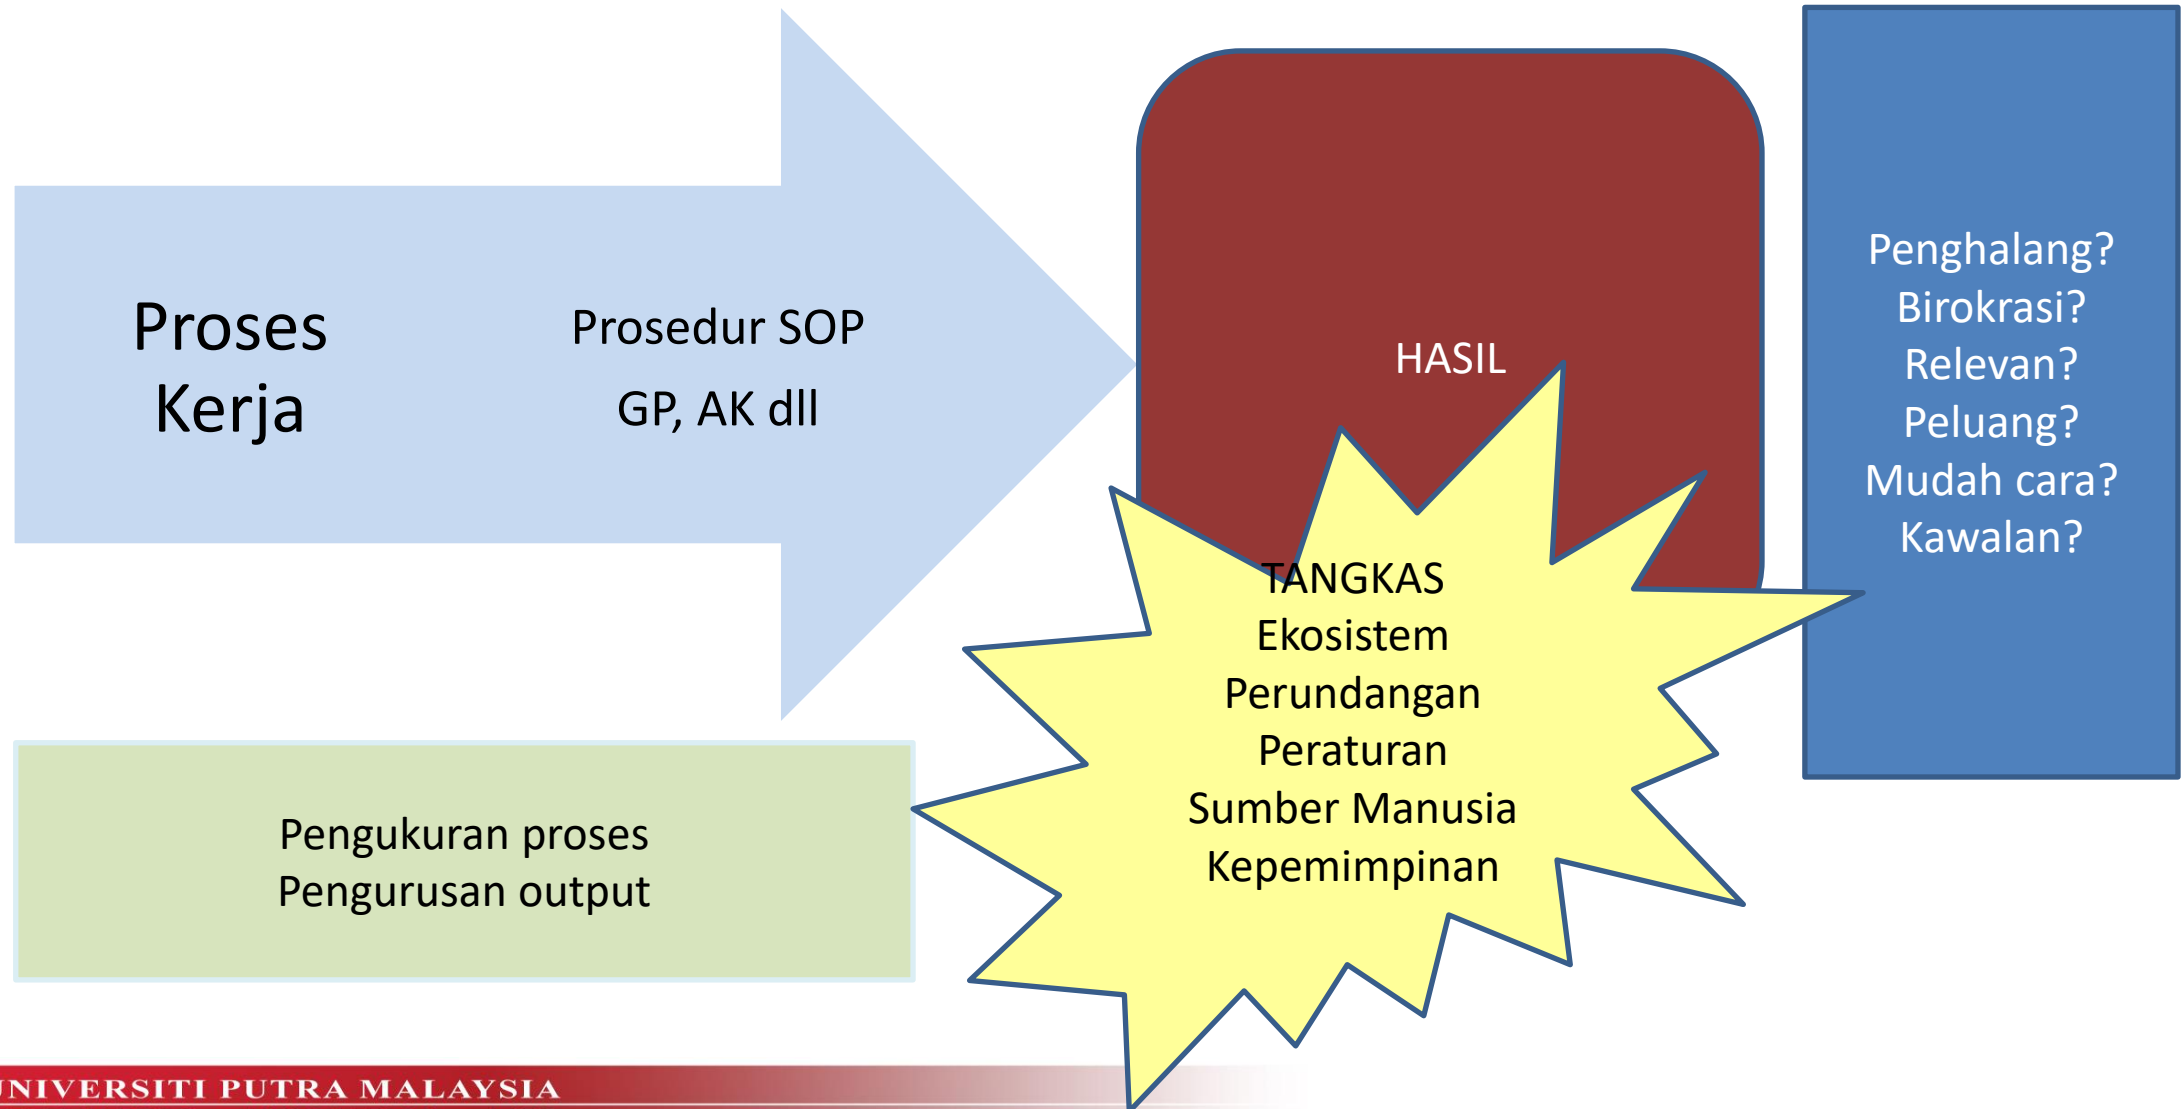 Proses
Kerja
Prosedur SOP
GP, AK dll
HASIL
Penghalang?
Birokrasi?
Relevan?
Peluang?
Mudah cara?
Kawalan?
TANGKAS
Ekosistem
Perundangan
Peraturan
Sumber Manusia
Kepemimpinan
Pengukuran proses
Pengurusan output
UNIVERSITI PUTRA MALAYSIA